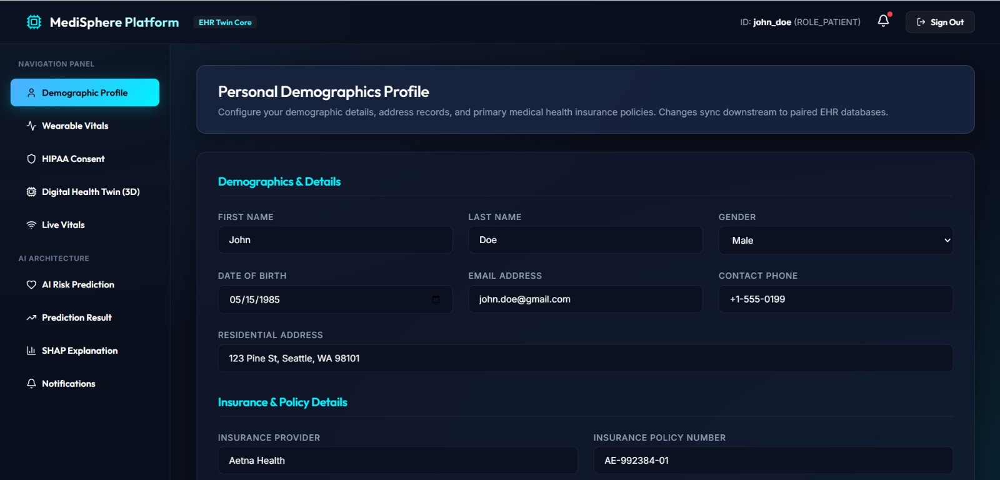 MediSphere Platform
EHR Twin Core
ID: john_doe (ROLE_PATIENT)
Sign Out
NAVIGATION PANEL
Demographic Profile
Wearable Vitals
HIPAA Consent
Digital Health Twin (3D)
Live Vitals
AI ARCHITECTURE
AI Risk Prediction
Prediction Result
SHAP Explanation
Notifications
Personal Demographics Profile
Configure your demographic details, address records, and primary medical health insurance policies. Changes sync downstream to paired EHR databases.
Demographics & Details
FIRST NAME
John
LAST NAME
Doe
GENDER
Male
DATE OF BIRTH
05/15/1985
EMAIL ADDRESS
john.doe@gmail.com
CONTACT PHONE
+1-555-0199
RESIDENTIAL ADDRESS
123 Pine St, Seattle, WA 98101
Insurance & Policy Details
INSURANCE PROVIDER
Aetna Health
INSURANCE POLICY NUMBER
AE-992384-01